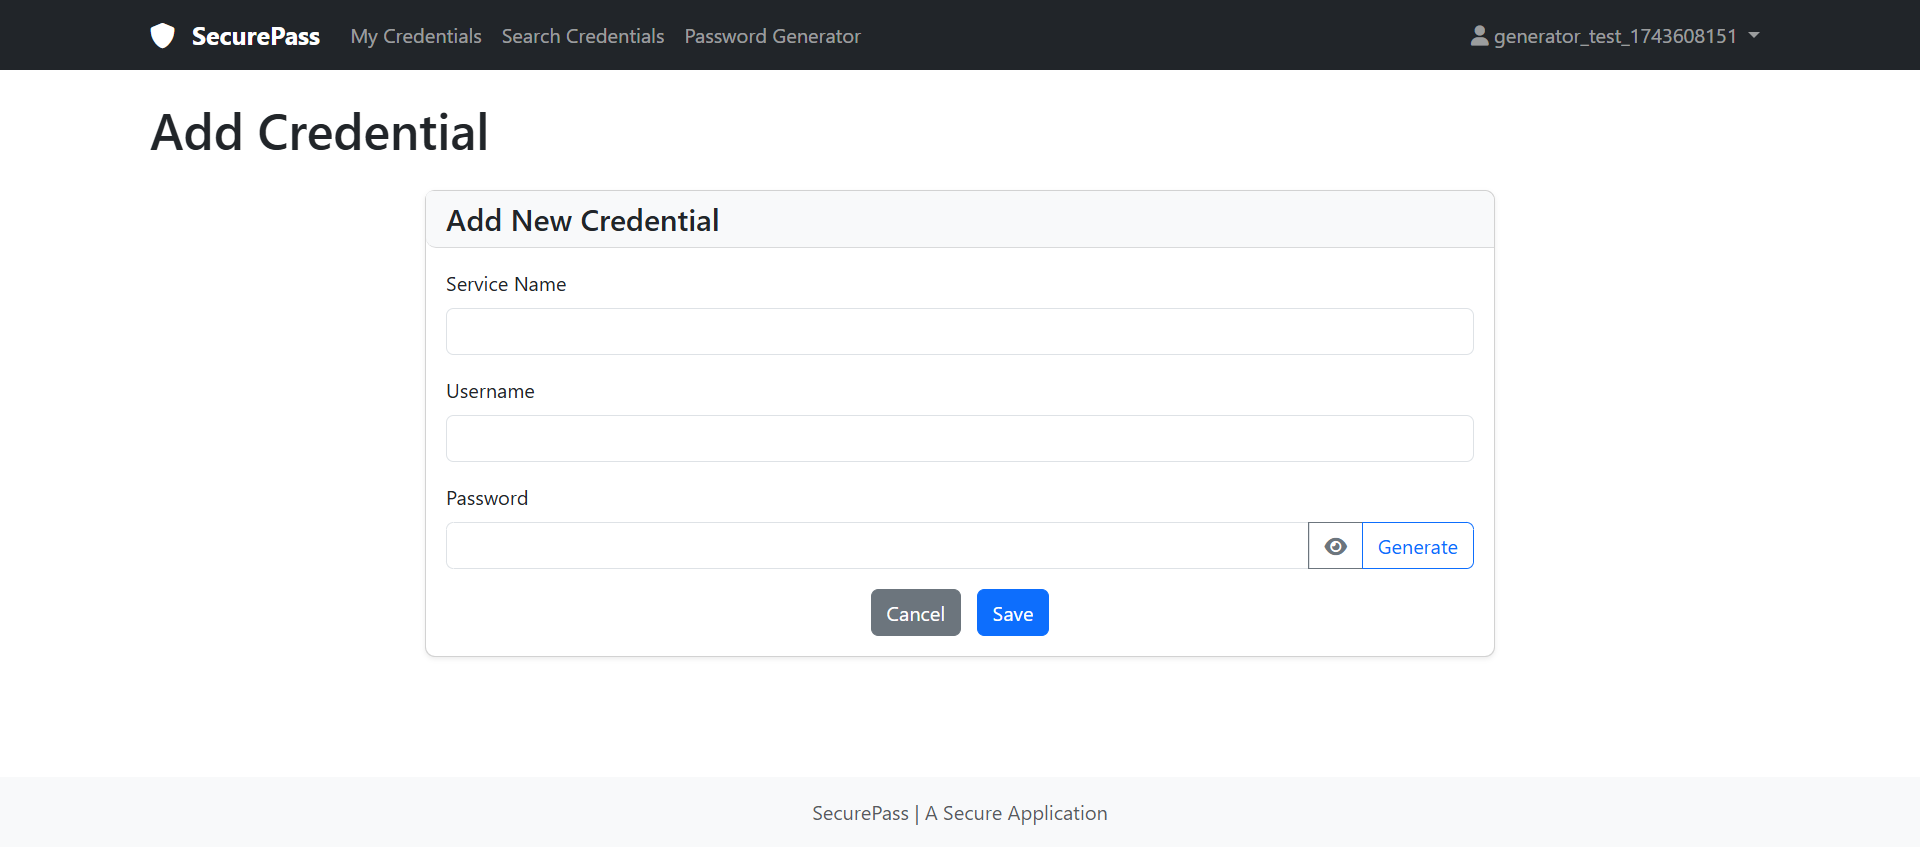 SecurePass My Credentials Search Credentials Password Generator generator_test_1743608151
Add Credential
Add New Credential
Service Name
Username
Password
Generate
Cancel Save
SecurePass | A Secure Application